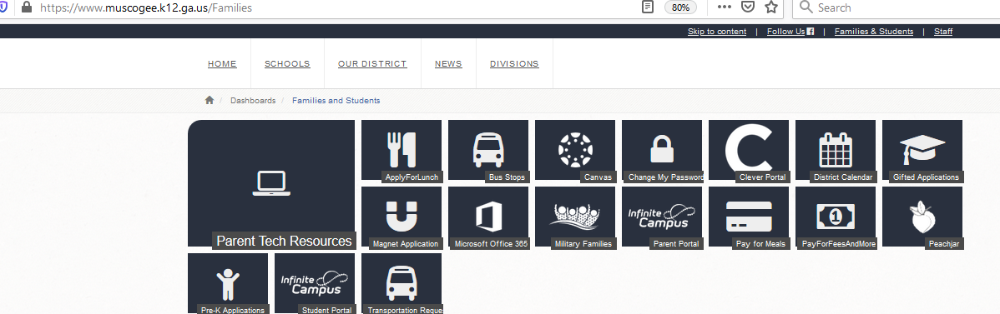 https://www.muscogee.k12.ga.us/Families 80% Search
Skip to content | Follow Us | Families & Students | Staff
HOME SCHOOLS OUR DISTRICT NEWS DIVISIONS
/ Dashboards / Families and Students
ApplyForLunch Bus Stops Canvas Change My Password Clever Portal District Calendar Gifted Applications
Infinite Campus 1
Parent Tech Resources Magnet Application Microsoft Office 365 Military Families Parent Portal Pay for Meals PayForFeesAndMore Peachjar
Infinite Campus
Pre-K Applications Student Portal Transportation Reque